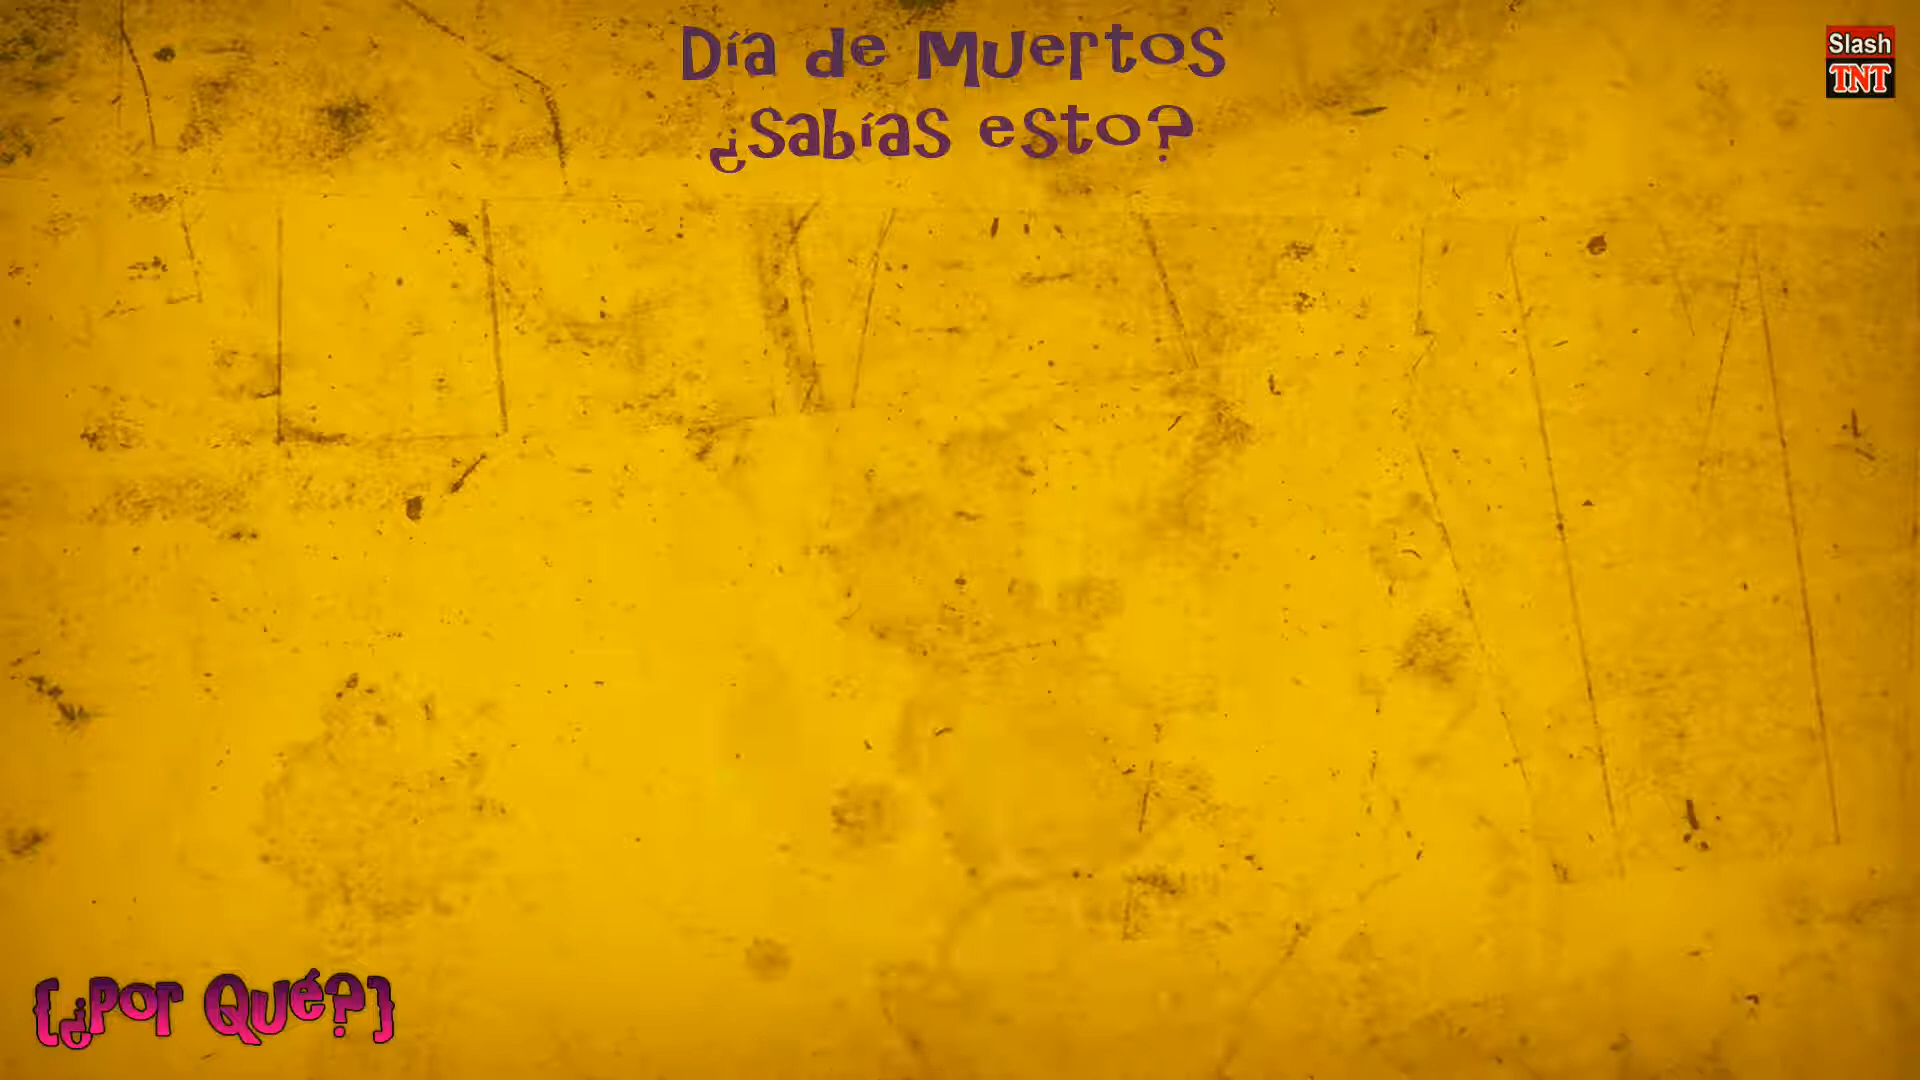 Día de Muertos
¿Sabías esto?
Slash
TNT
{¿Por Qué?}